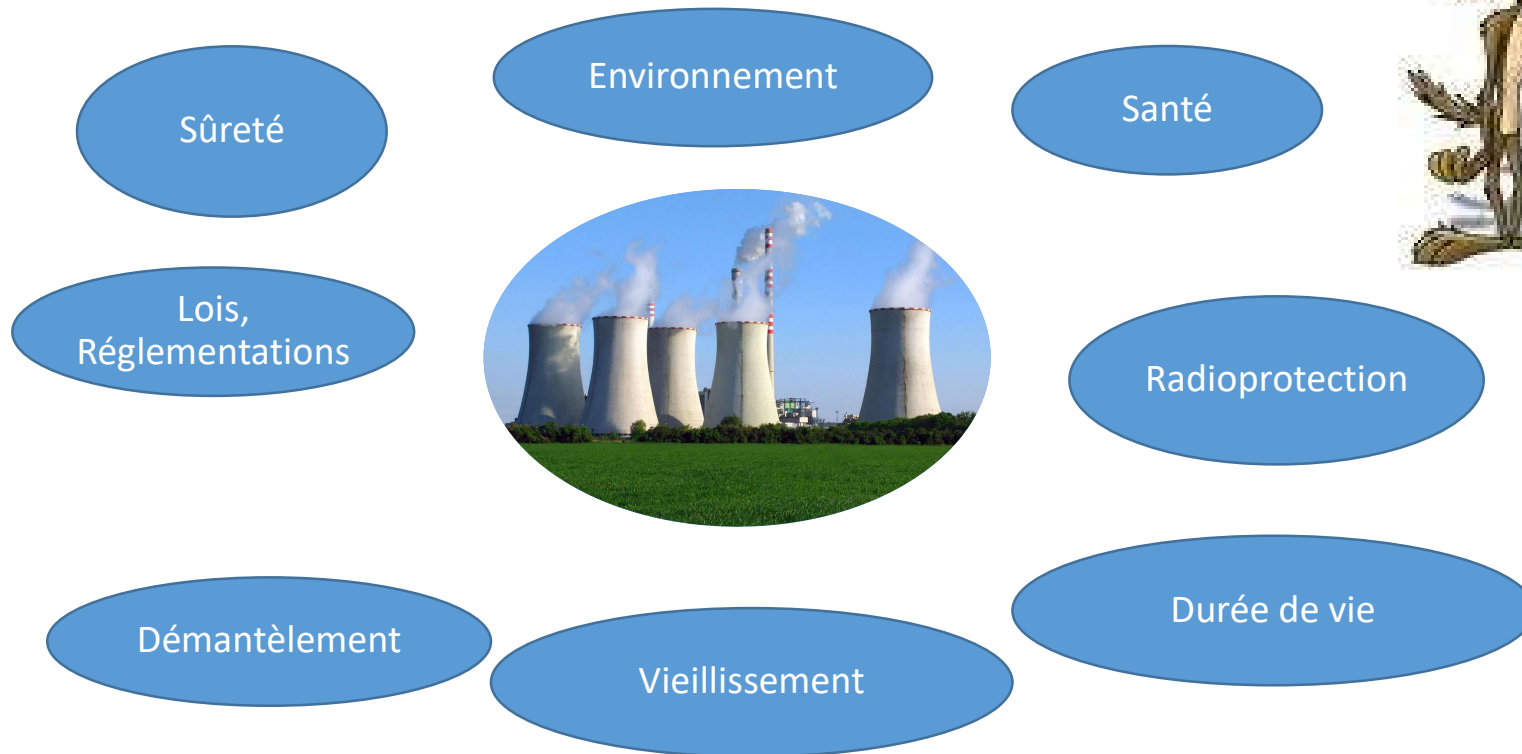 Environnement
Sûreté
Santé
Lois,
Réglementations
Radioprotection
Démantèlement
Durée de vie
Vieillissement